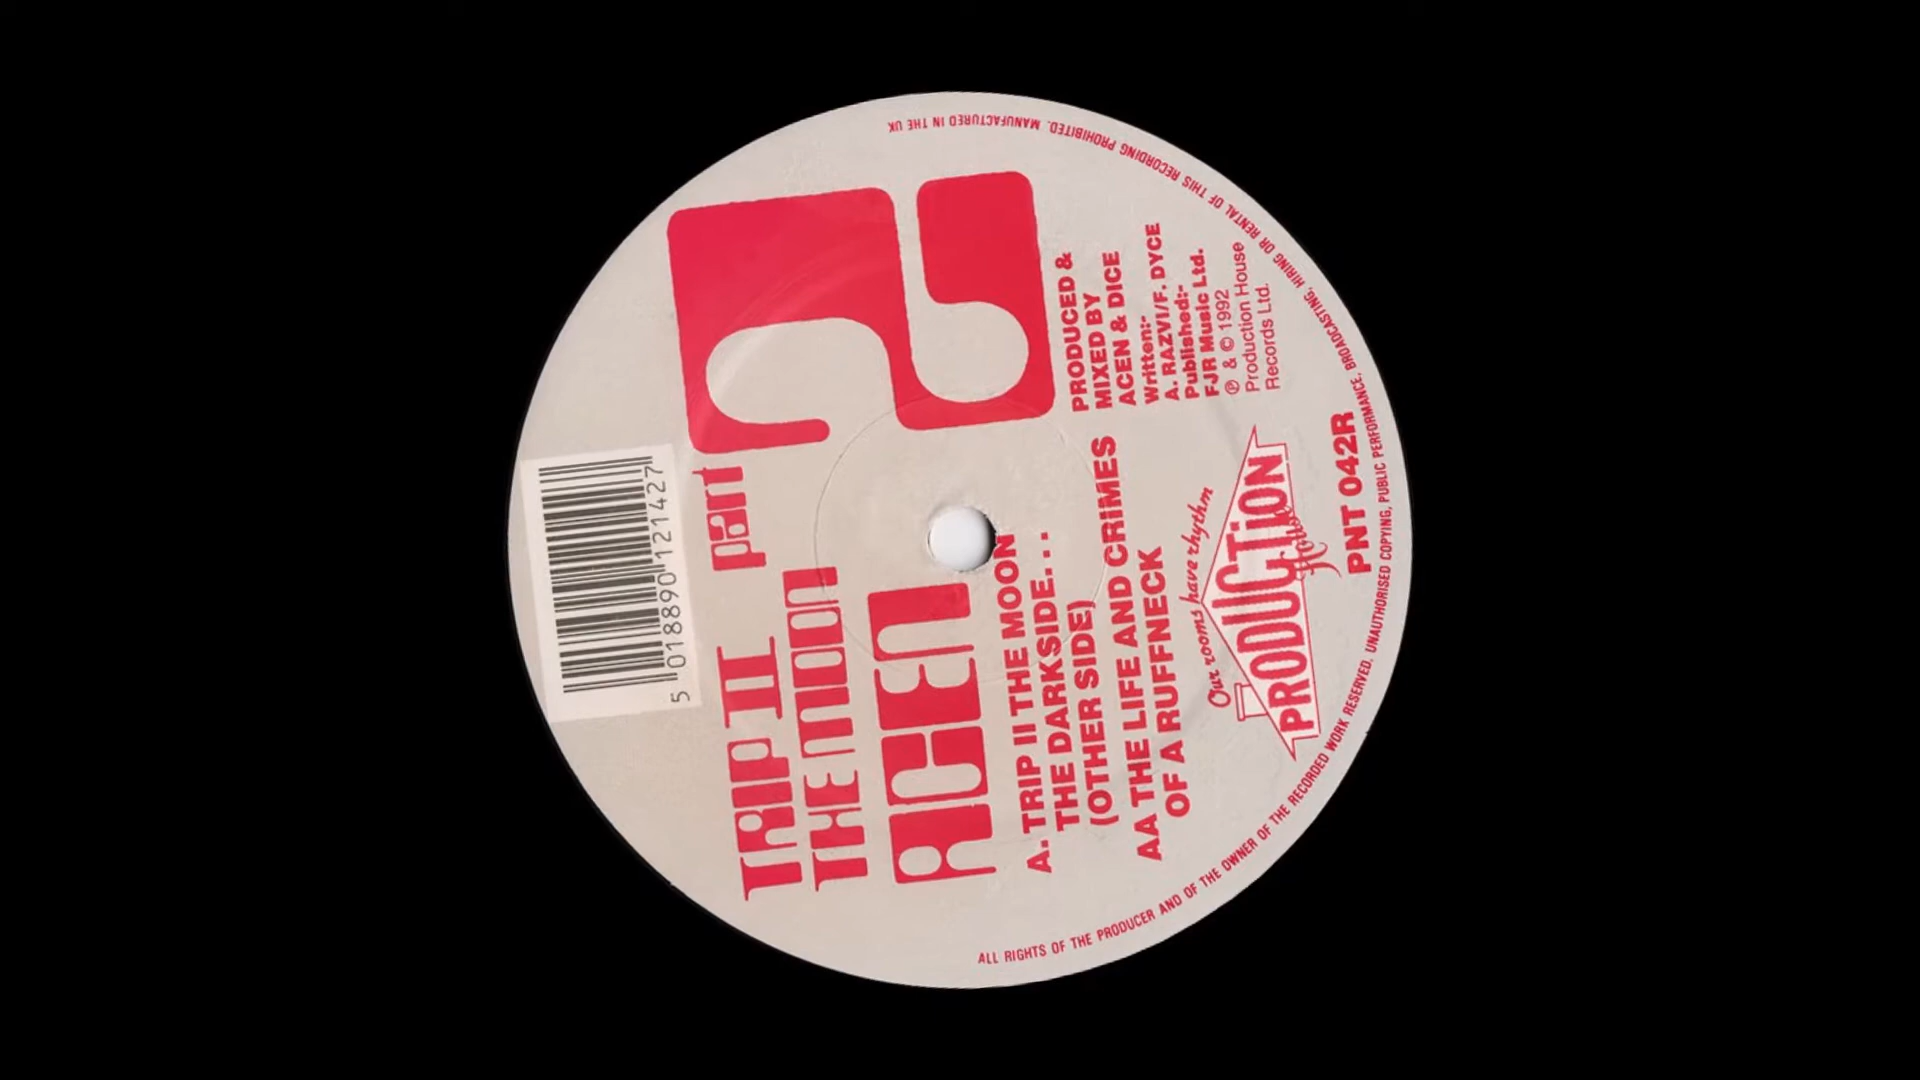 5 018890 121427
TRIP II
THE MOON
part 2
ACEN
A. TRIP II THE MOON
THE DARKSIDE...
(OTHER SIDE)
AA THE LIFE AND CRIMES
OF A RUFFNECK
PRODUCED &
MIXED BY
ACEN & DICE
Written:-
A. RAZVI/F. DYCE
Published:-
FJR Music Ltd.
℗ & © 1992
Production House
Records Ltd.
Our rooms have rhythm
PRODUCTION
House
PNT 042R
ALL RIGHTS OF THE PRODUCER AND OF THE OWNER OF THE RECORDED WORK RESERVED. UNAUTHORISED COPYING, PUBLIC PERFORMANCE, BROADCASTING, HIRING OR RENTAL OF THIS RECORDING PROHIBITED. MANUFACTURED IN THE UK